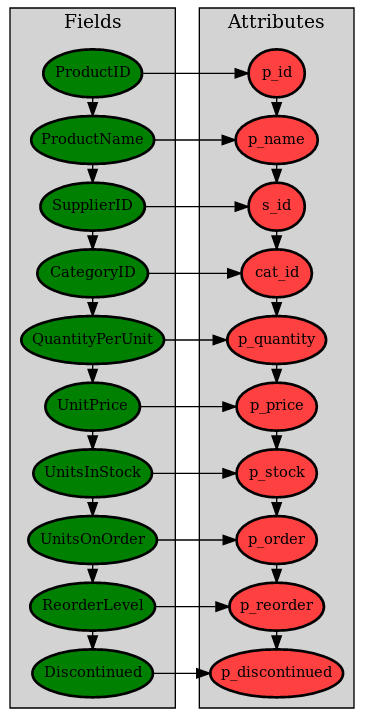 Fields
Attributes
ProductID
p_id
ProductName
p_name
SupplierID
s_id
CategoryID
cat_id
QuantityPerUnit
p_quantity
UnitPrice
p_price
UnitsInStock
p_stock
UnitsOnOrder
p_order
ReorderLevel
p_reorder
Discontinued
p_discontinued